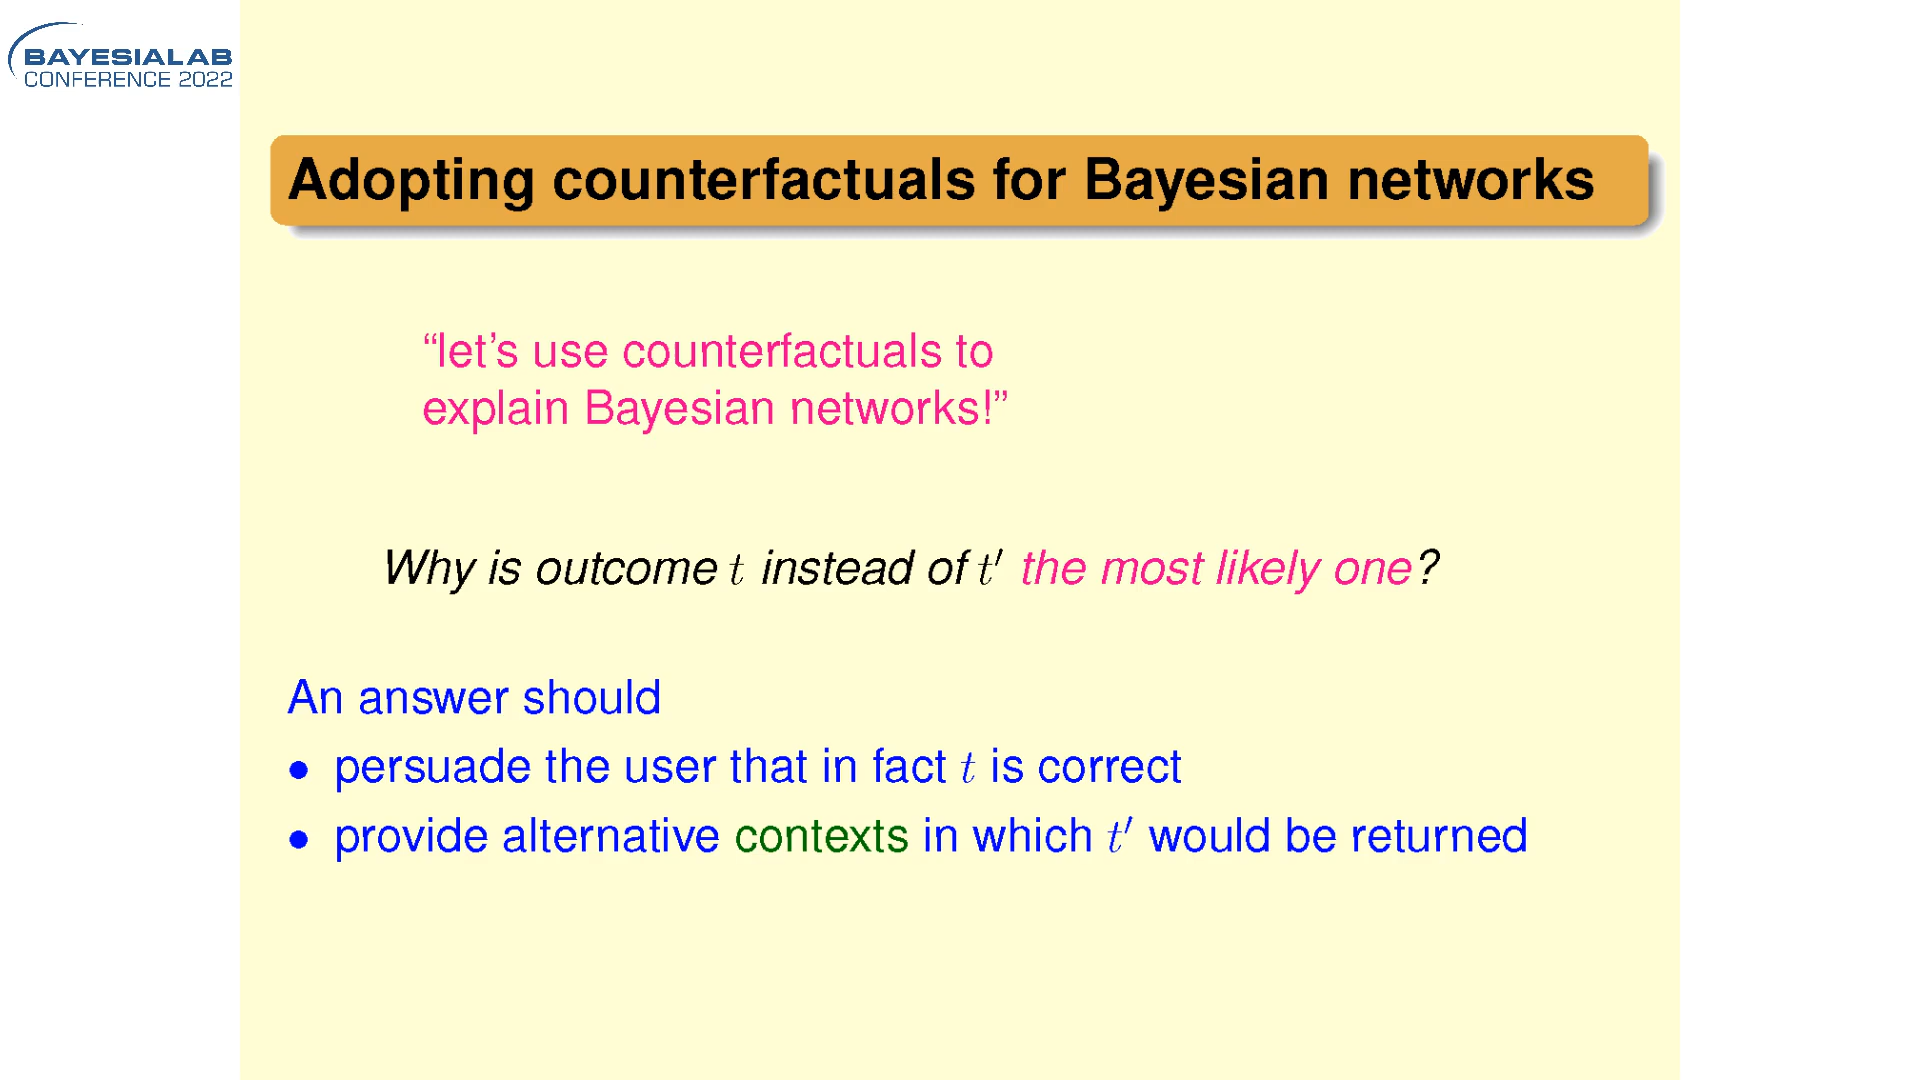 BAYESIALAB
CONFERENCE 2022
Adopting counterfactuals for Bayesian networks
“let’s use counterfactuals to
explain Bayesian networks!”
Why is outcome t instead of t′ the most likely one?
An answer should
• persuade the user that in fact t is correct
• provide alternative contexts in which t′ would be returned